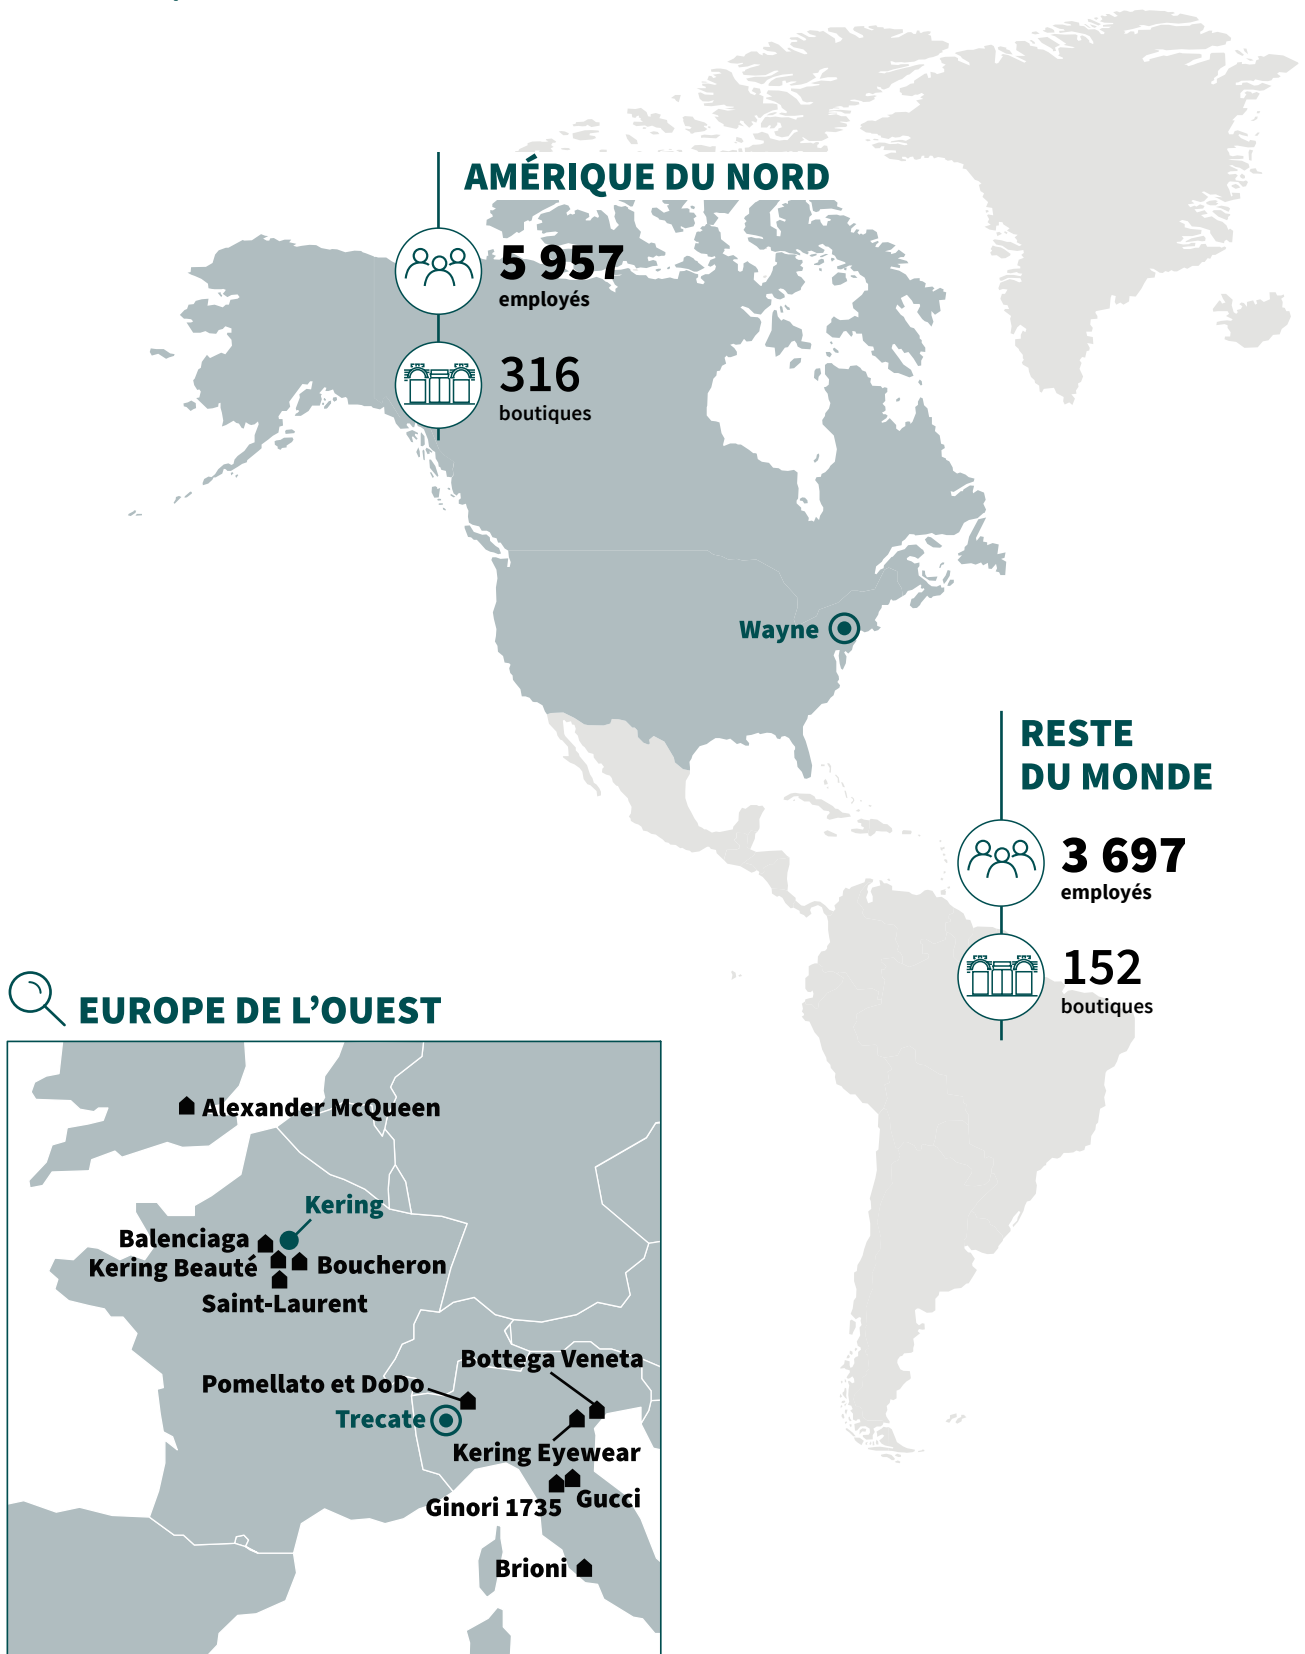 AMÉRIQUE DU NORD
5 957
employés
316
boutiques
Wayne
RESTE
DU MONDE
3 697
employés
152
boutiques
EUROPE DE L’OUEST
Alexander McQueen
Kering
Balenciaga
Kering Beauté
Boucheron
Saint-Laurent
Bottega Veneta
Pomellato et DoDo
Trecate
Kering Eyewear
Gucci
Ginori 1735
Brioni